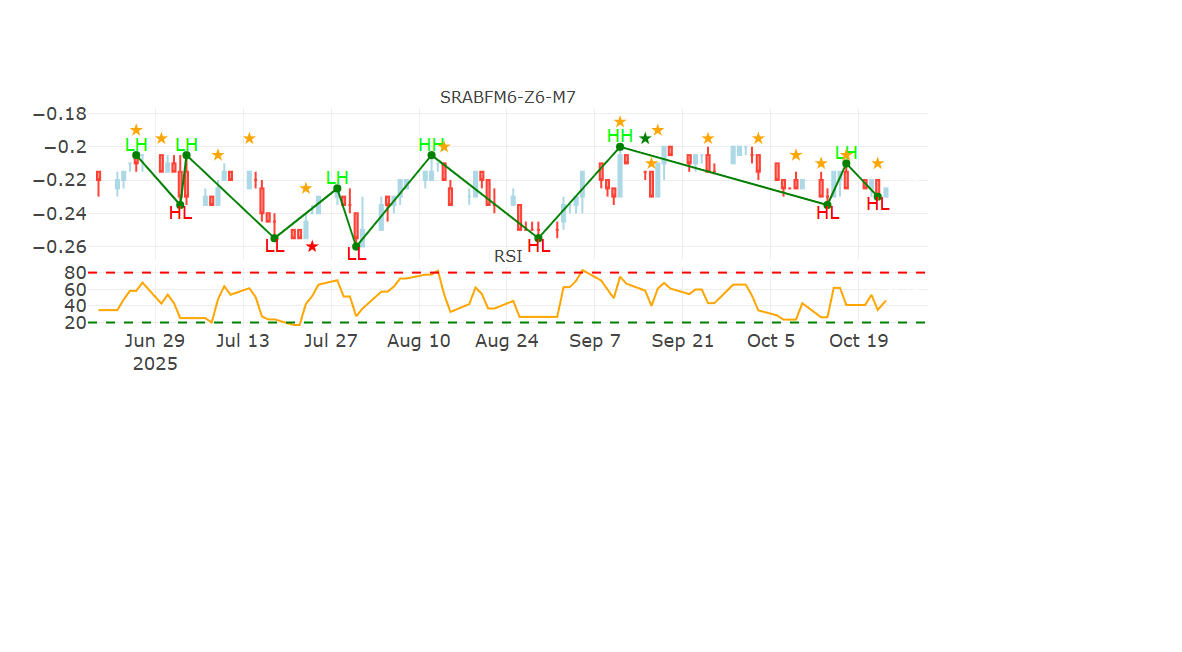 SRABFM6-Z6-M7
−0.18
−0.2
−0.22
−0.24
−0.26
LH
HL
LH
LL
LH
LL
HH
HL
HH
HL
LH
HL
RSI
80
60
40
20
Jun 29
2025
Jul 13
Jul 27
Aug 10
Aug 24
Sep 7
Sep 21
Oct 5
Oct 19